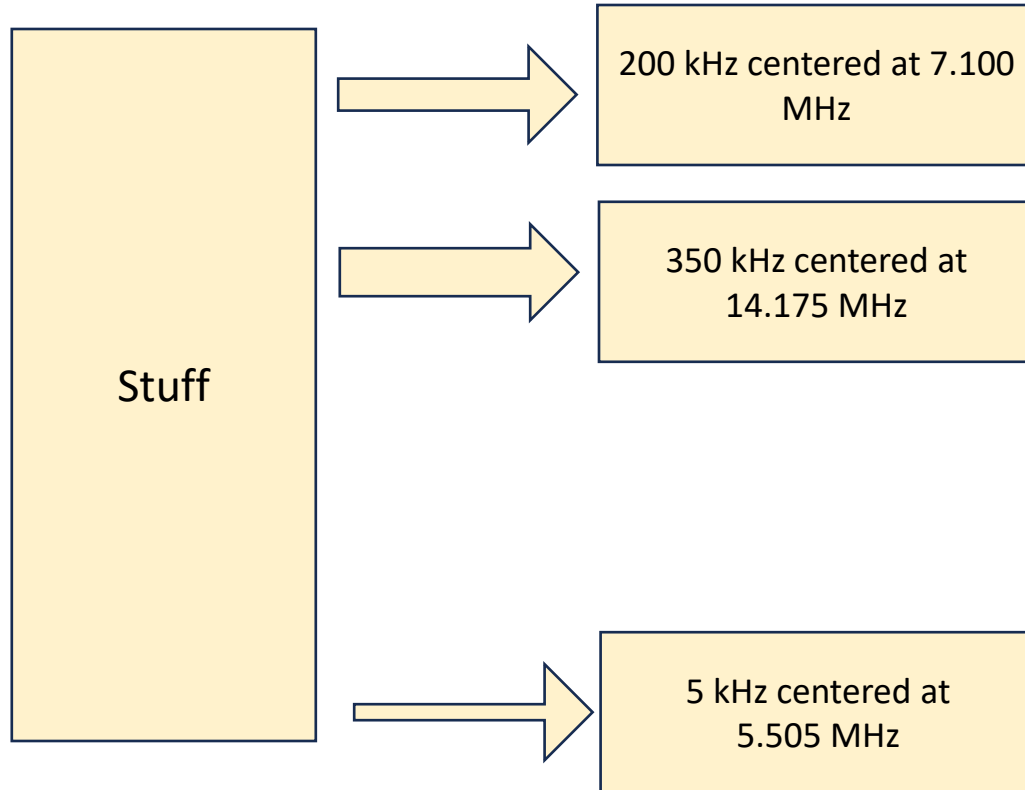 200 kHz centered at 7.100
MHz
350 kHz centered at
14.175 MHz
Stuff
5 kHz centered at
5.505 MHz